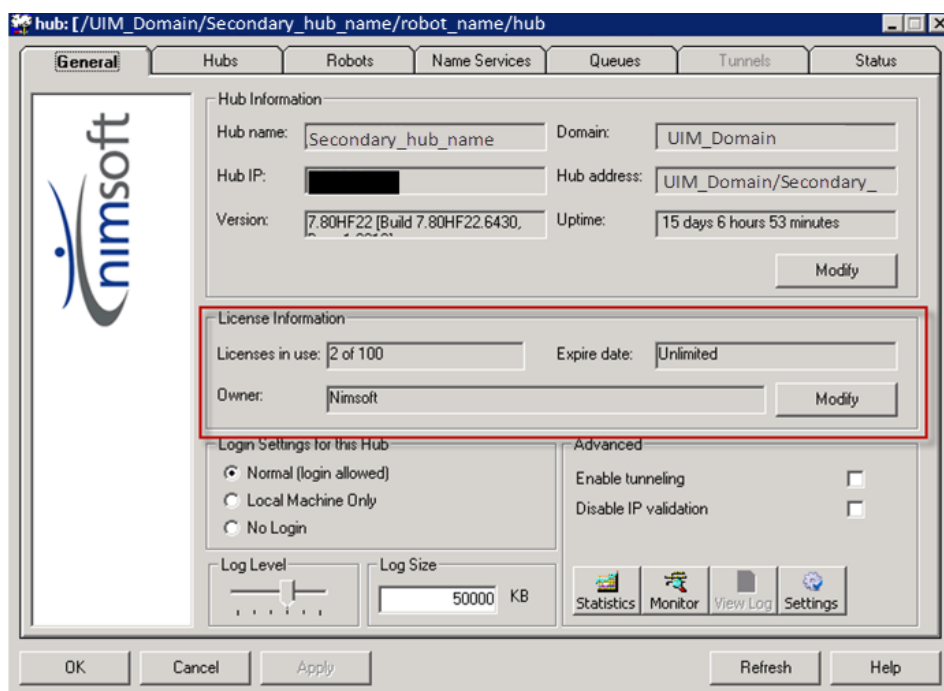 hub: [/UIM_Domain/Secondary_hub_name/robot_name/hub
General Hubs Robots Name Services Queues Tunnels Status
nimsoft
Hub Information
Hub name: Secondary_hub_name Domain: UIM_Domain
Hub IP: Hub address: UIM_Domain/Secondary_
Version: 7.80HF22 [Build 7.80HF22.6430, Uptime: 15 days 6 hours 53 minutes
Modify
License Information
Licenses in use: 2 of 100 Expire date: Unlimited
Owner: Nimsoft Modify
Login Settings for this Hub Advanced
Normal (login allowed) Enable tunneling
Local Machine Only Disable IP validation
No Login
Log Level Log Size
50000 KB Statistics Monitor View Log Settings
OK Cancel Apply Refresh Help